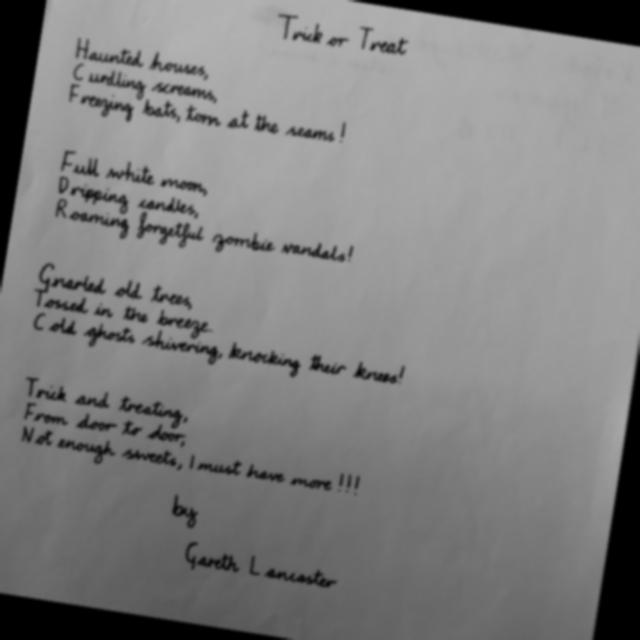 Trick or Treat
Haunted houses,
Curdling screams,
Freezing bats, torn at the seams!
Full white moon,
Dripping candles,
Roaming forgetful zombie vandals!
Gnarled old trees,
Tossed in the breeze.
Cold ghosts shivering, knocking their knees!
Trick and treating,
From door to door,
Not enough sweets, I must have more!!!
by
Gareth Lancaster